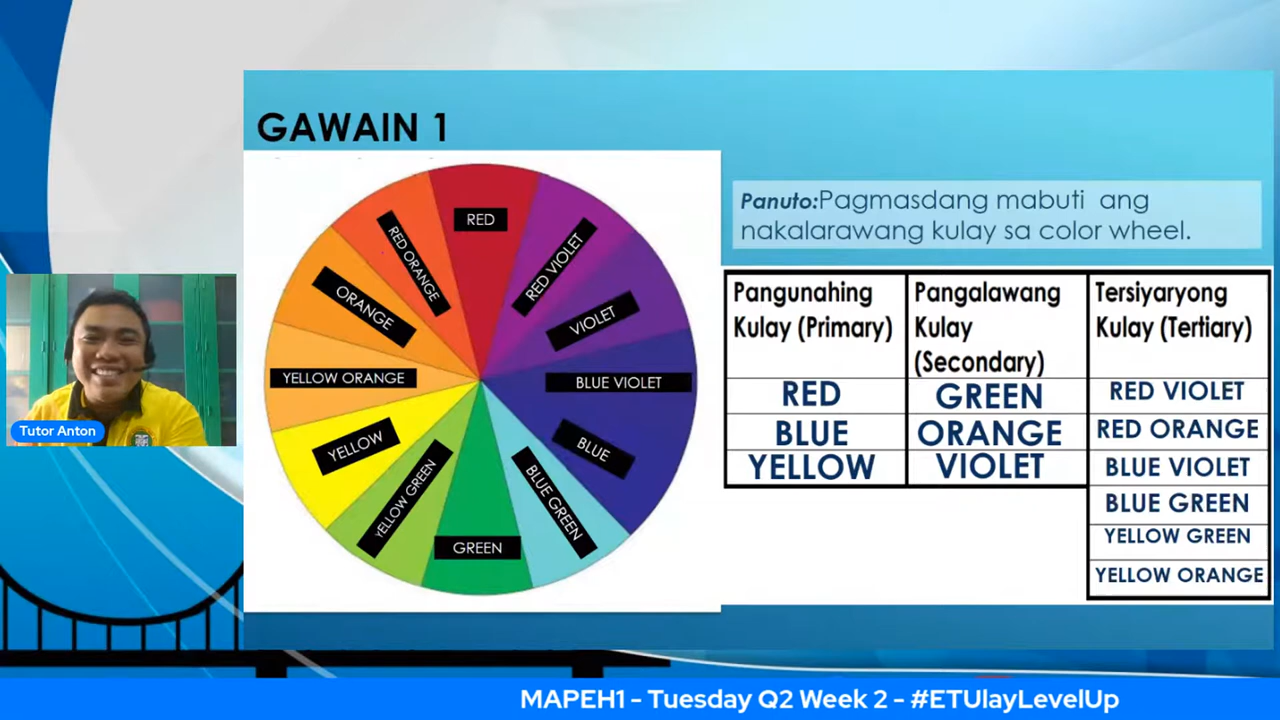 GAWAIN 1
Panuto:Pagmasdang mabuti ang
nakalarawang kulay sa color wheel.
RED
RED VIOLET
VIOLET
BLUE VIOLET
BLUE
BLUE GREEN
GREEN
YELLOW GREEN
YELLOW
YELLOW ORANGE
ORANGE
RED ORANGE
Pangunahing
Kulay (Primary)
RED
BLUE
YELLOW
Pangalawang
Kulay
(Secondary)
GREEN
ORANGE
VIOLET
Tersiyaryong
Kulay (Tertiary)
RED VIOLET
RED ORANGE
BLUE VIOLET
BLUE GREEN
YELLOW GREEN
YELLOW ORANGE
Tutor Anton
MAPEH1 - Tuesday Q2 Week 2 - #ETUlayLevelUp